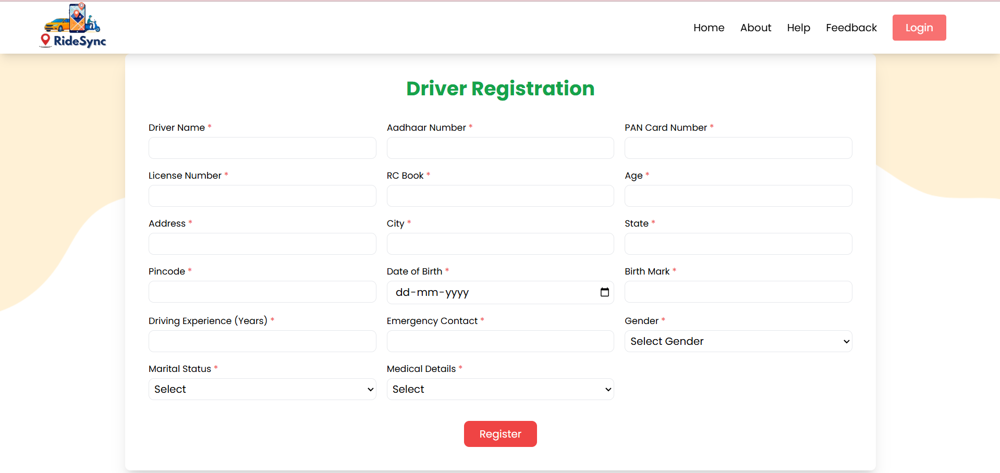 RideSync
Home About Help Feedback Login
Driver Registration
Driver Name * Aadhaar Number * PAN Card Number *
License Number * RC Book * Age *
Address * City * State *
Pincode * Date of Birth * Birth Mark *
dd-mm-yyyy
Driving Experience (Years) * Emergency Contact * Gender *
Select Gender
Marital Status * Medical Details *
Select Select
Register